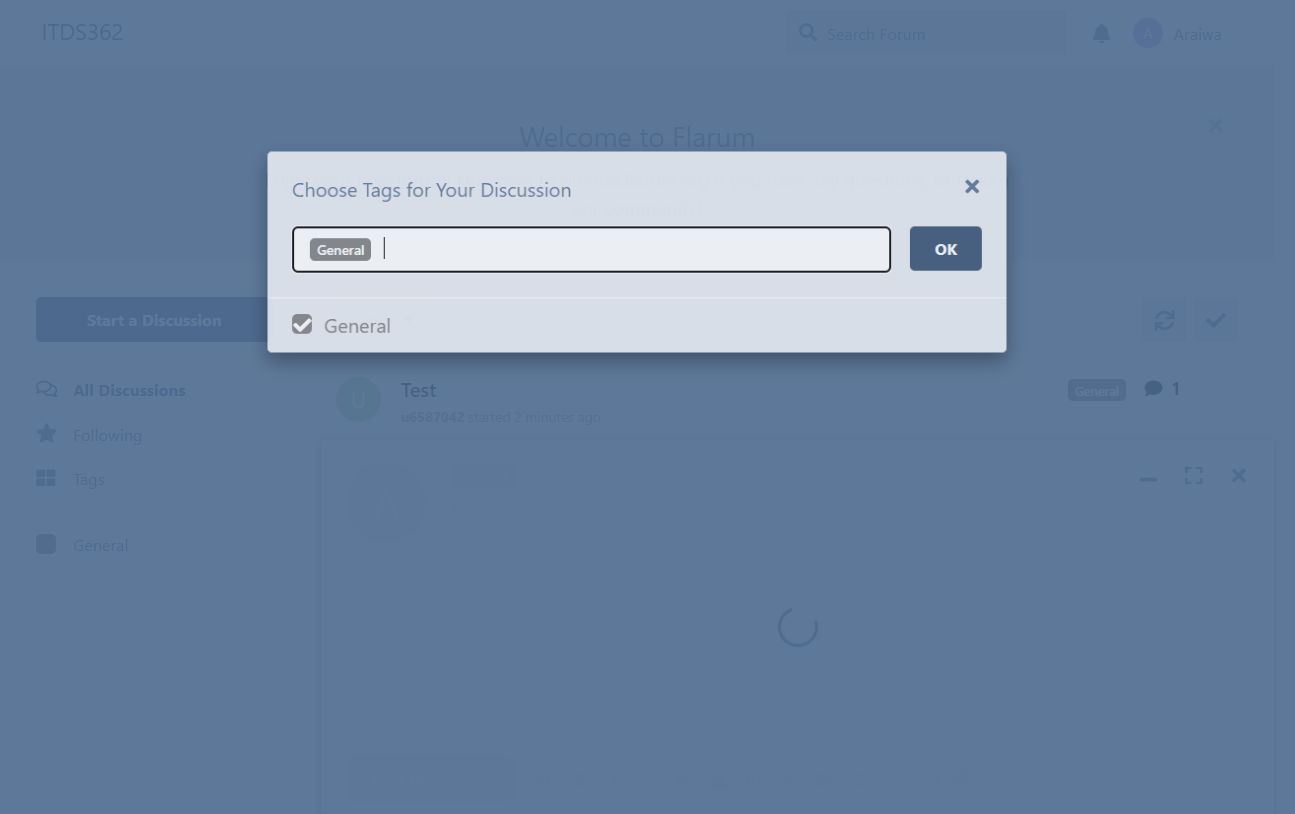 ITDS362
Search Forum
A Araiwa
Welcome to Flarum
Choose Tags for Your Discussion
General
OK
General
Start a Discussion
All Discussions
Following
Tags
General
U
Test
u6587042 started 2 minutes ago
General
1